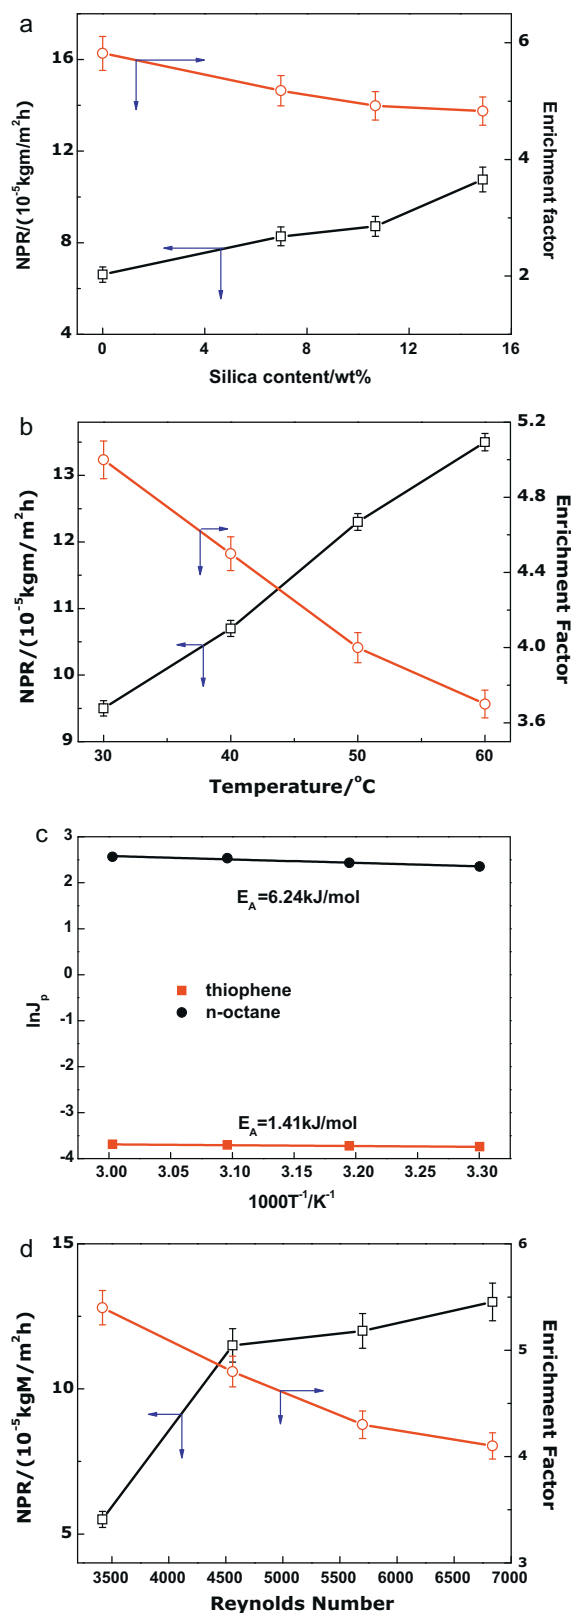 a
16
12
8
4
NPR/(10⁻⁵kgm/m²h)
6
4
2
Enrichment factor
0 4 8 12 16
Silica content/wt%
b
13
12
11
10
9
NPR/(10⁻⁵kgm/m²h)
5.2
4.8
4.4
4.0
3.6
Enrichment Factor
30 40 50 60
Temperature/°C
c
3
2
1
0
-1
-2
-3
-4
lnJₚ
E_A=6.24kJ/mol
thiophene
n-octane
E_A=1.41kJ/mol
3.00 3.05 3.10 3.15 3.20 3.25 3.30
1000T⁻¹/K⁻¹
d
15
10
5
NPR/(10⁻⁵kgM/m²h)
6
5
4
3
Enrichment Factor
3500 4000 4500 5000 5500 6000 6500 7000
Reynolds Number